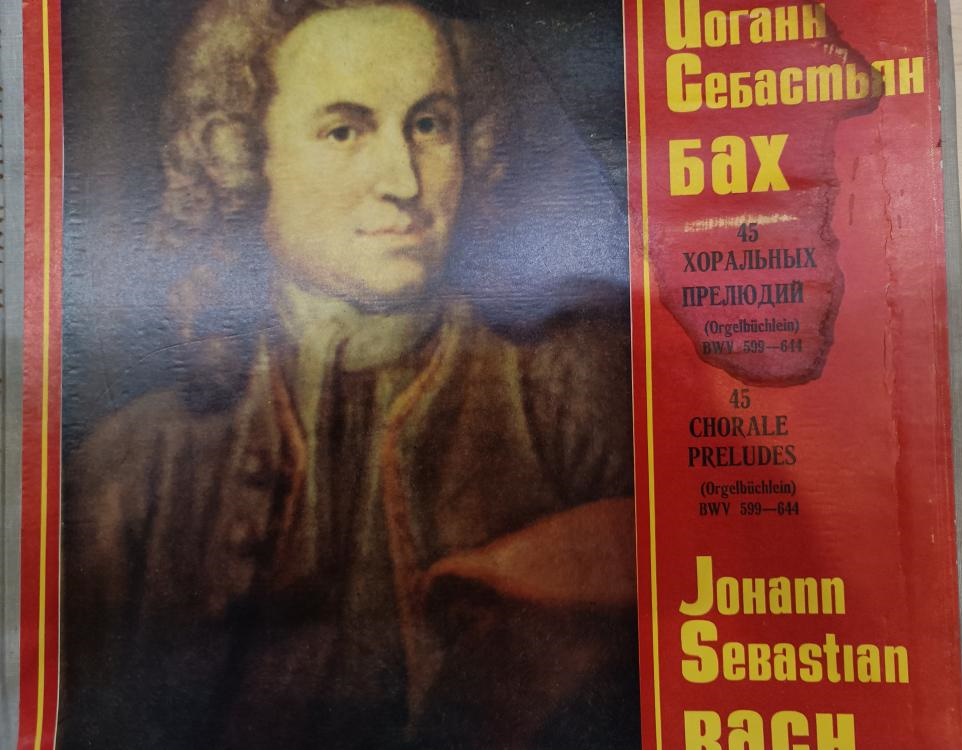 Иоганн
Себастьян
БАХ
45
ХОРАЛЬНЫХ
ПРЕЛЮДИЙ
(Orgelbüchlein)
BWV 599—644
45
CHORALE
PRELUDES
(Orgelbüchlein)
BWV 599—644
Johann
Sebastian
BACH